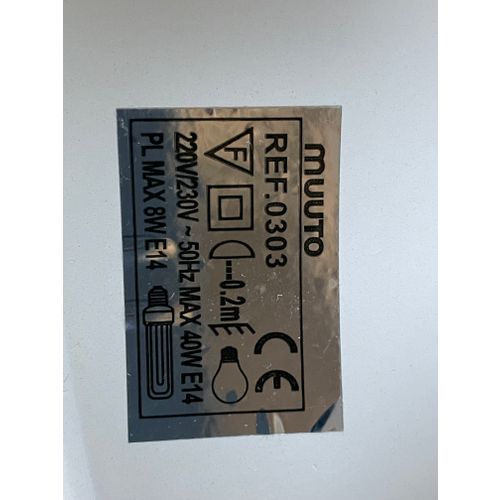 muuto
REF.0303
CE
F
0.2m
220V/230V ~ 50Hz MAX 40W E14
PL MAX 8W E14